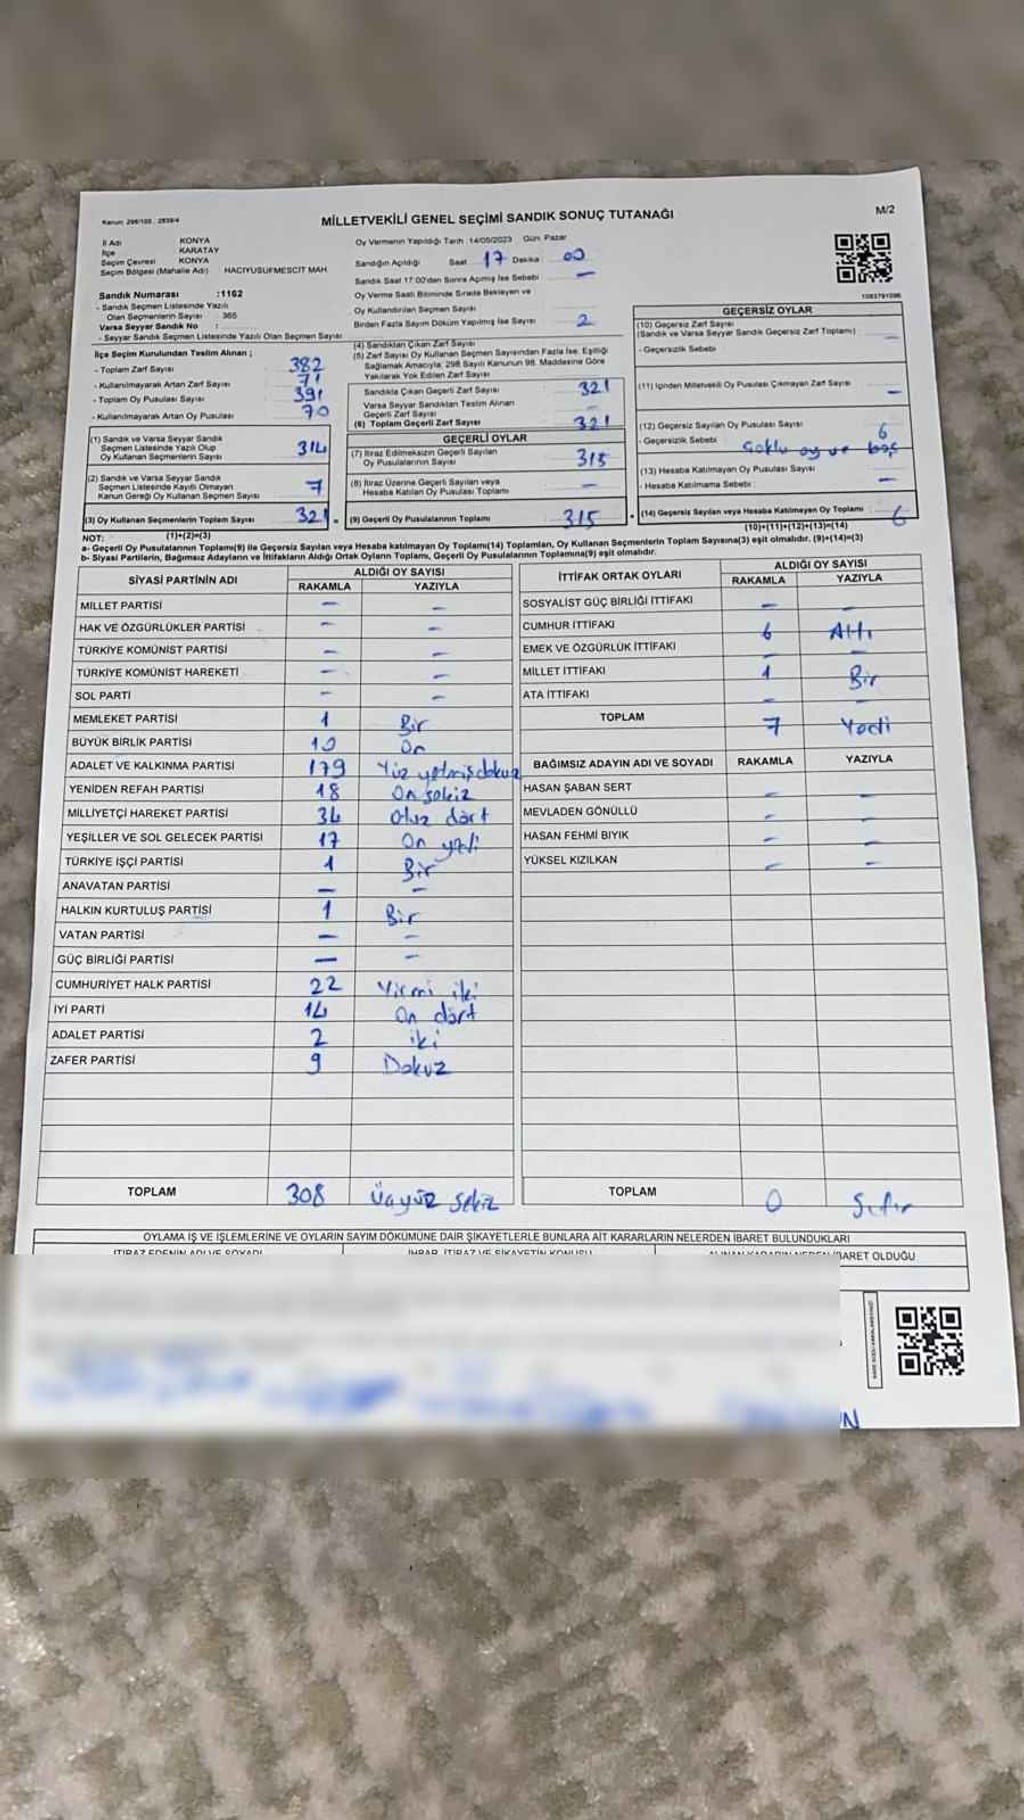 Kanun: 298/105 ; 2839/4
MİLLETVEKİLİ GENEL SEÇİMİ SANDIK SONUÇ TUTANAĞI
M/2
İl Adı KONYA
İlçe KARATAY
Seçim Çevresi KONYA
Seçim Bölgesi (Mahalle Adı) HACIYUSUFMESCİT MAH.
Sandık Numarası :1162
- Sandık Seçmen Listesinde Yazılı
Olan Seçmenlerin Sayısı 365
Varsa Seyyar Sandık No :
- Seyyar Sandık Seçmen Listesinde Yazılı Olan Seçmen Sayısı
İlçe Seçim Kurulundan Teslim Alınan ;
- Toplam Zarf Sayısı 382
- Kullanılmayarak Artan Zarf Sayısı 71
- Toplam Oy Pusulası Sayısı 391
- Kullanılmayarak Artan Oy Pusulası 70
(1) Sandık ve Varsa Seyyar Sandık
Seçmen Listesinde Yazılı Olup
Oy Kullanan Seçmenlerin Sayısı 314
(2) Sandık ve Varsa Seyyar Sandık
Seçmen Listesinde Kayıtlı Olmayan
Kanun Gereği Oy Kullanan Seçmen Sayısı 7
(3) Oy Kullanan Seçmenlerin Toplam Sayısı 321
(1)+(2)=(3)
Oy Vermenin Yapıldığı Tarih :14/05/2023 Gün: Pazar
Sandığın Açıldığı Saat 17 Dakika : 00
Sandık Saat 17:00'dan Sonra Açılmış İse Sebebi —
Oy Verme Saati Bitiminde Sırada Bekleyen ve
Oy Kullandırılan Seçmen Sayısı
Birden Fazla Sayım Döküm Yapılmış İse Sayısı 2
(4) Sandıktan Çıkan Zarf Sayısı
(5) Zarf Sayısı Oy Kullanan Seçmen Sayısından Fazla İse, Eşitliği
Sağlamak Amacıyla; 298 Sayılı Kanunun 98. Maddesine Göre
Yakılarak Yok Edilen Zarf Sayısı
Sandıkta Çıkan Geçerli Zarf Sayısı 321
Varsa Seyyar Sandıktan Teslim Alınan
Geçerli Zarf Sayısı
(6) Toplam Geçerli Zarf Sayısı 321
GEÇERLİ OYLAR
(7) İtiraz Edilmeksizin Geçerli Sayılan
Oy Pusulalarının Sayısı 315
(8) İtiraz Üzerine Geçerli Sayılan veya
Hesaba Katılan Oy Pusulası Toplamı —
(9) Geçerli Oy Pusulalarının Toplamı 315
GEÇERSİZ OYLAR
(10) Geçersiz Zarf Sayısı
(Sandık ve Varsa Seyyar Sandık Geçersiz Zarf Toplamı) —
- Geçersizlik Sebebi
(11) İçinden Milletvekili Oy Pusulası Çıkmayan Zarf Sayısı —
(12) Geçersiz Sayılan Oy Pusulası Sayısı 6
- Geçersizlik Sebebi Çoklu oy ve boş
(13) Hesaba Katılmayan Oy Pusulası Sayısı —
- Hesaba Katılmama Sebebi :
(14) Geçersiz Sayılan veya Hesaba Katılmayan Oy Toplamı 6
(10)+(11)+(12)+(13)=(14)
NOT:
a- Geçerli Oy Pusulalarının Toplamı(9) ile Geçersiz Sayılan veya Hesaba katılmayan Oy Toplamı(14) Toplamları, Oy Kullanan Seçmenlerin Toplam Sayısına(3) eşit olmalıdır. (9)+(14)=(3)
b- Siyasi Partilerin, Bağımsız Adayların ve İttifakların Aldığı Ortak Oyların Toplamı, Geçerli Oy Pusulalarının Toplamına(9) eşit olmalıdır.
SİYASİ PARTİNİN ADI ALDIĞI OY SAYISI
RAKAMLA YAZIYLA
MİLLET PARTİSİ — —
HAK VE ÖZGÜRLÜKLER PARTİSİ — —
TÜRKİYE KOMÜNİST PARTİSİ — —
TÜRKİYE KOMÜNİST HAREKETİ — —
SOL PARTİ — —
MEMLEKET PARTİSİ 1 Bir
BÜYÜK BİRLİK PARTİSİ 10 On
ADALET VE KALKINMA PARTİSİ 179 Yüz yetmiş dokuz
YENİDEN REFAH PARTİSİ 18 On sekiz
MİLLİYETÇİ HAREKET PARTİSİ 34 Otuz dört
YEŞİLLER VE SOL GELECEK PARTİSİ 17 On yedi
TÜRKİYE İŞÇİ PARTİSİ 1 Bir
ANAVATAN PARTİSİ — —
HALKIN KURTULUŞ PARTİSİ 1 Bir
VATAN PARTİSİ — —
GÜÇ BİRLİĞİ PARTİSİ — —
CUMHURİYET HALK PARTİSİ 22 Yirmi iki
İYİ PARTİ 14 On dört
ADALET PARTİSİ 2 iki
ZAFER PARTİSİ 9 Dokuz
TOPLAM 308 Üçyüz sekiz
İTTİFAK ORTAK OYLARI ALDIĞI OY SAYISI
RAKAMLA YAZIYLA
SOSYALİST GÜÇ BİRLİĞİ İTTİFAKI — —
CUMHUR İTTİFAKI 6 Altı
EMEK VE ÖZGÜRLÜK İTTİFAKI — —
MİLLET İTTİFAKI 1 Bir
ATA İTTİFAKI — —
TOPLAM 7 Yedi
BAĞIMSIZ ADAYIN ADI VE SOYADI RAKAMLA YAZIYLA
HASAN ŞABAN SERT — —
MEVLADEN GÖNÜLLÜ — —
HASAN FEHMİ BIYIK — —
YÜKSEL KIZILKAN — —
TOPLAM 0 Sıfır
OYLAMA İŞ VE İŞLEMLERİNE VE OYLARIN SAYIM DÖKÜMÜNE DAİR ŞİKAYETLERLE BUNLARA AİT KARARLARIN NELERDEN İBARET BULUNDUKLARI
İTİRAZ EDENİN ADI VE SOYADI İHBAR, İTİRAZ VE ŞİKAYETİN KONUSU ALINAN KARARIN NEDEN İBARET OLDUĞU